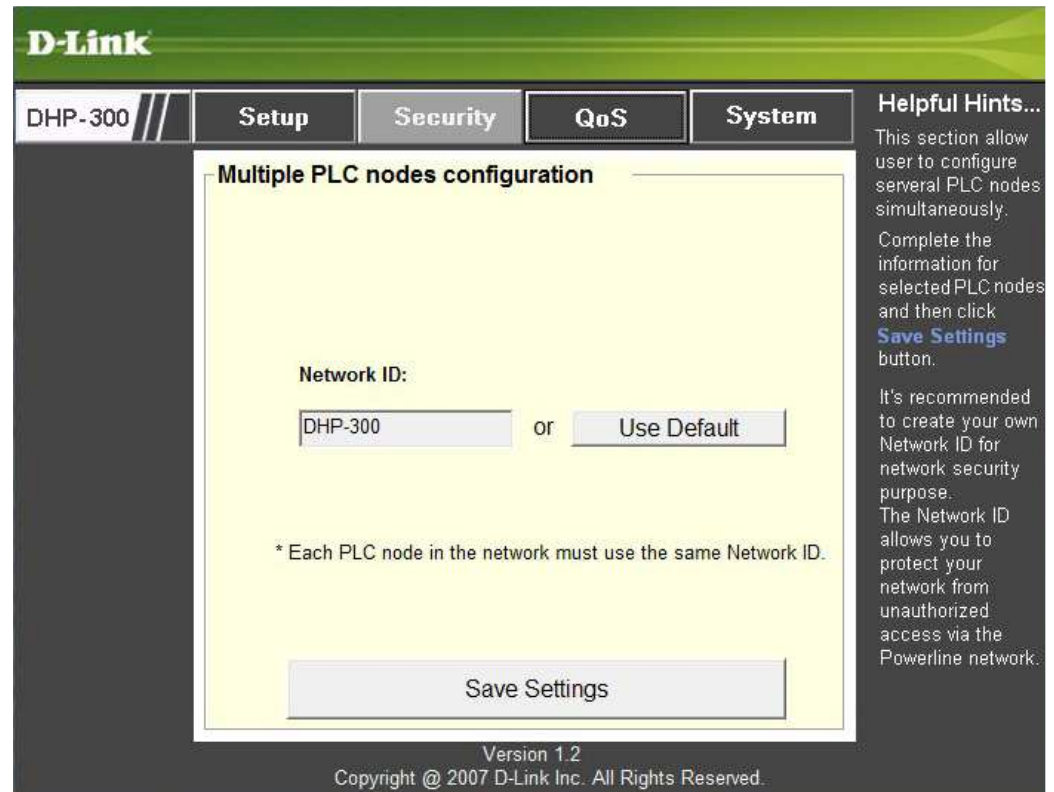 D-Link
DHP-300
Setup
Security
QoS
System
Multiple PLC nodes configuration
Network ID:
DHP-300
or
Use Default
* Each PLC node in the network must use the same Network ID.
Save Settings
Helpful Hints...
This section allow
user to configure
serveral PLC nodes
simultaneously.
Complete the
information for
selected PLC nodes
and then click
Save Settings
button.
It's recommended
to create your own
Network ID for
network security
purpose.
The Network ID
allows you to
protect your
network from
unauthorized
access via the
Powerline network.
Version 1.2
Copyright @ 2007 D-Link Inc. All Rights Reserved.